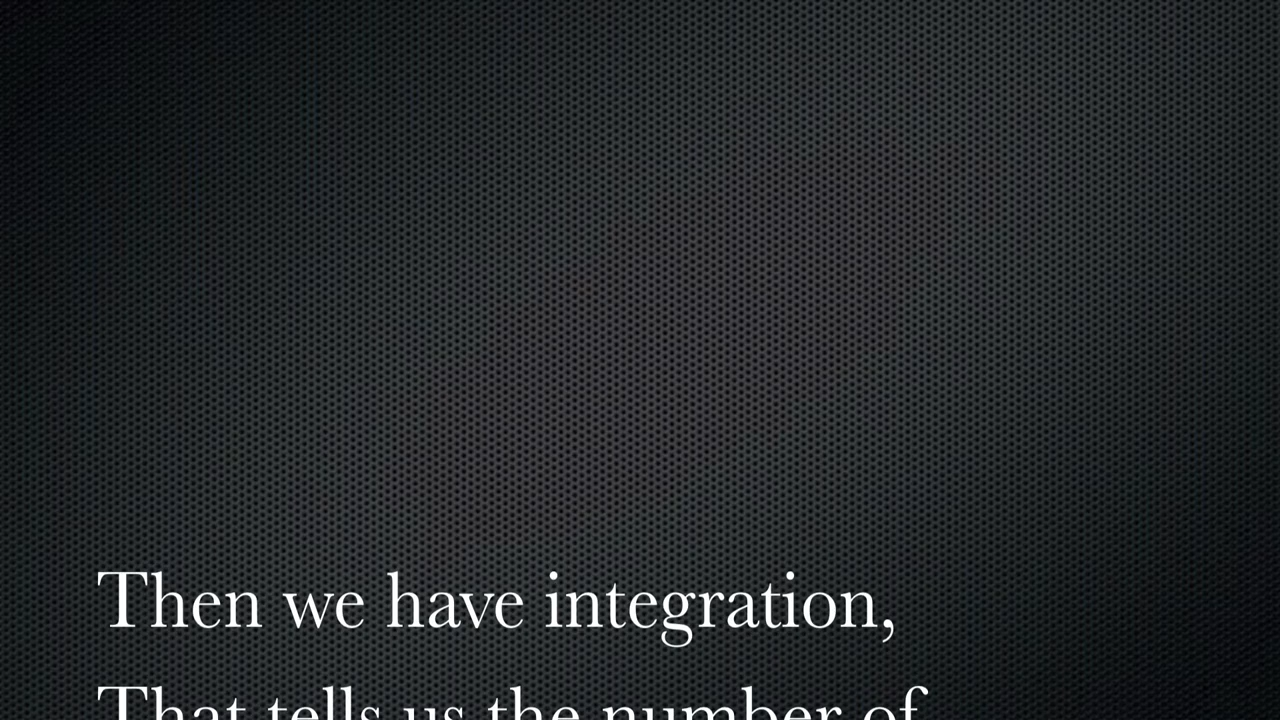 Then we have integration,
That tells us the number of